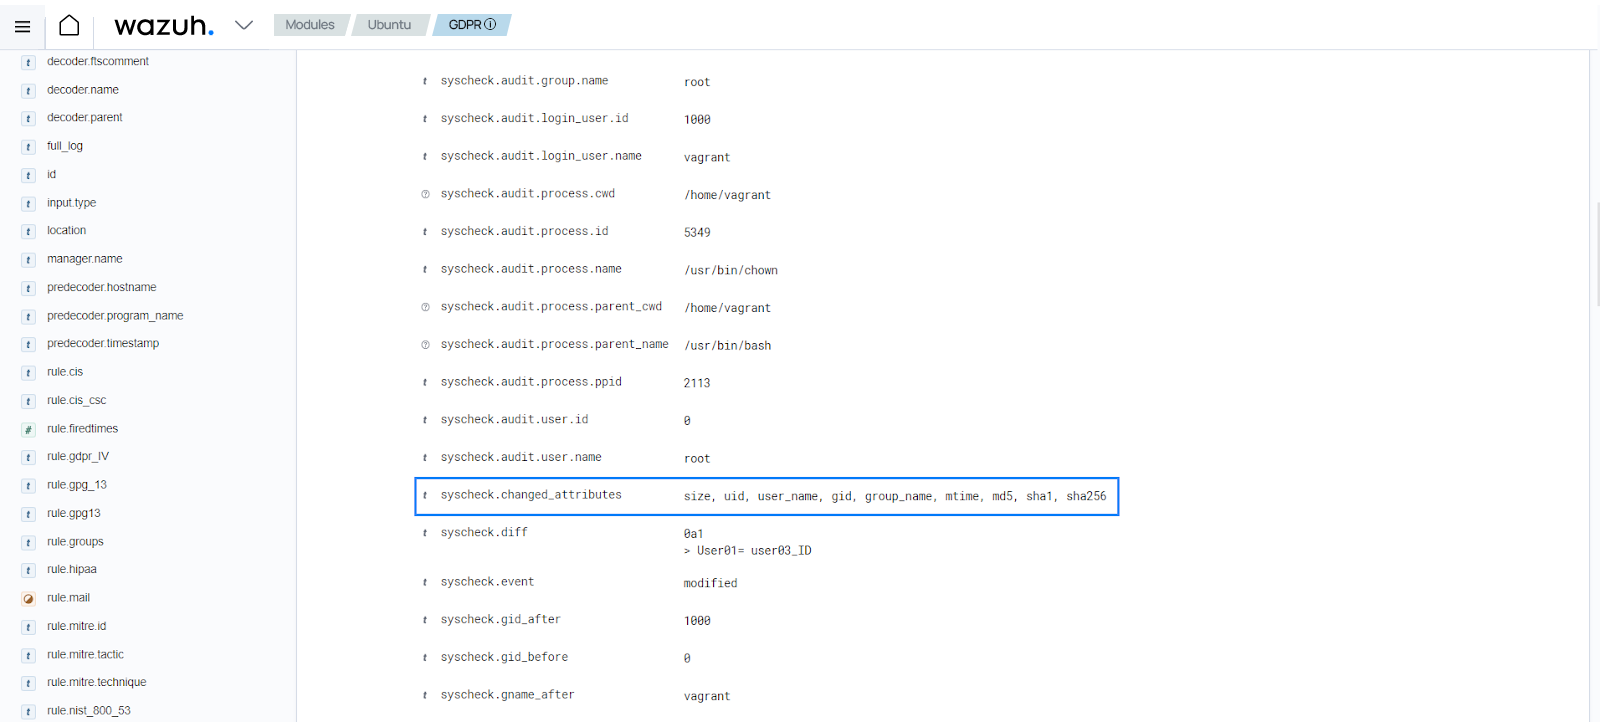 wazuh.
Modules
Ubuntu
GDPR
decoder.ftscomment
decoder.name
decoder.parent
full_log
id
input.type
location
manager.name
predecoder.hostname
predecoder.program_name
predecoder.timestamp
rule.cis
rule.cis_csc
rule.firedtimes
rule.gdpr_IV
rule.gpg_13
rule.gpg13
rule.groups
rule.hipaa
rule.mail
rule.mitre.id
rule.mitre.tactic
rule.mitre.technique
rule.nist_800_53
t syscheck.audit.group.name root
t syscheck.audit.login_user.id 1000
t syscheck.audit.login_user.name vagrant
syscheck.audit.process.cwd /home/vagrant
t syscheck.audit.process.id 5349
t syscheck.audit.process.name /usr/bin/chown
syscheck.audit.process.parent_cwd /home/vagrant
syscheck.audit.process.parent_name /usr/bin/bash
t syscheck.audit.process.ppid 2113
t syscheck.audit.user.id 0
t syscheck.audit.user.name root
t syscheck.changed_attributes size, uid, user_name, gid, group_name, mtime, md5, sha1, sha256
t syscheck.diff 0a1
> User01= user03_ID
t syscheck.event modified
t syscheck.gid_after 1000
t syscheck.gid_before 0
t syscheck.gname_after vagrant